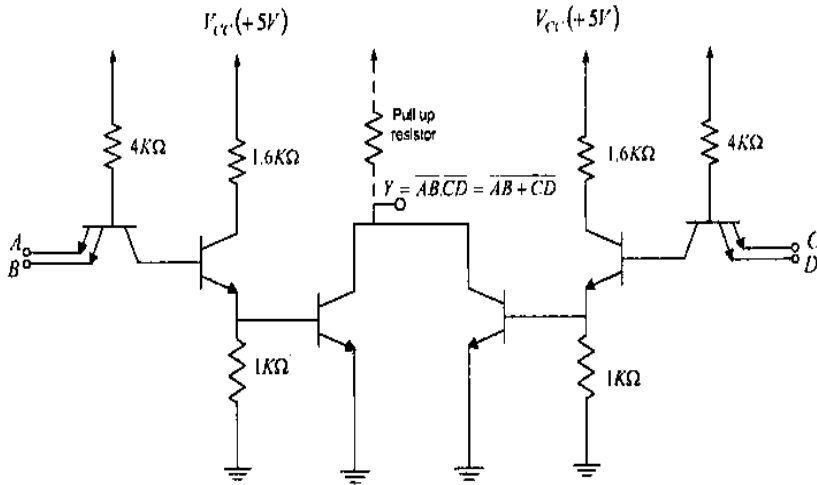 V_CC(+5V)
V_CC(+5V)
Pull up
resistor
4KΩ
1.6KΩ
1.6KΩ
4KΩ
Y = \overline{AB}.\overline{CD} = \overline{AB + CD}
A
B
C
D
1KΩ
1KΩ